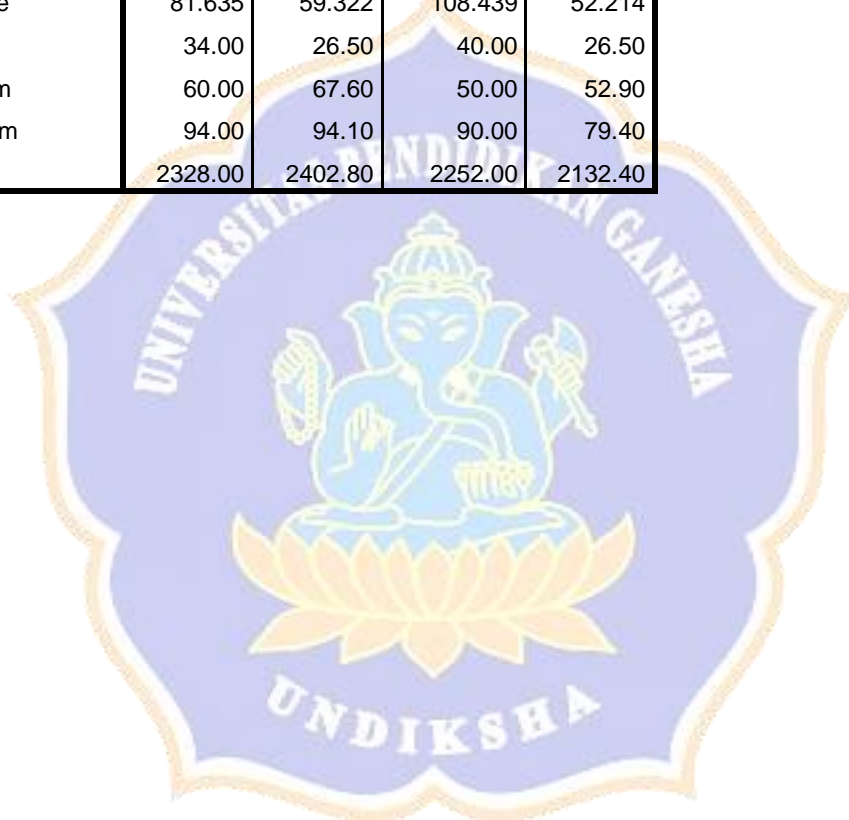 e 81.635 59.322 108.439 52.214
34.00 26.50 40.00 26.50
m 60.00 67.60 50.00 52.90
m 94.00 94.10 90.00 79.40
2328.00 2402.80 2252.00 2132.40
UNIVERSITAS PENDIDIKAN GANESHA
UNDIKSHA